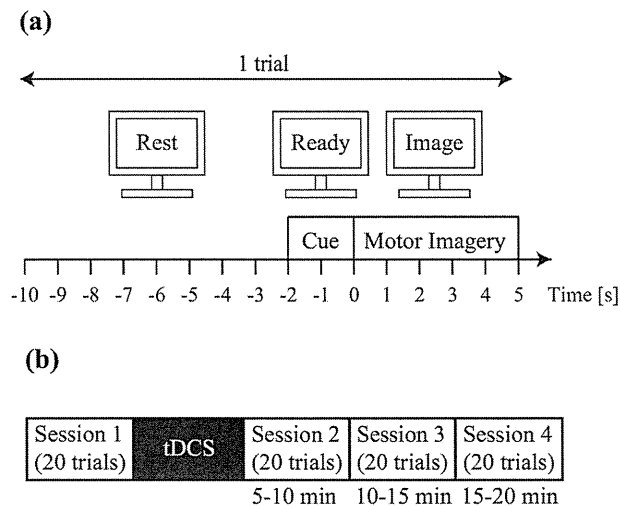 (a)
1 trial
Rest
Ready
Image
Cue
Motor Imagery
-10 -9 -8 -7 -6 -5 -4 -3 -2 -1 0 1 2 3 4 5 Time [s]
(b)
Session 1 (20 trials)
tDCS
Session 2 (20 trials)
Session 3 (20 trials)
Session 4 (20 trials)
5-10 min 10-15 min 15-20 min